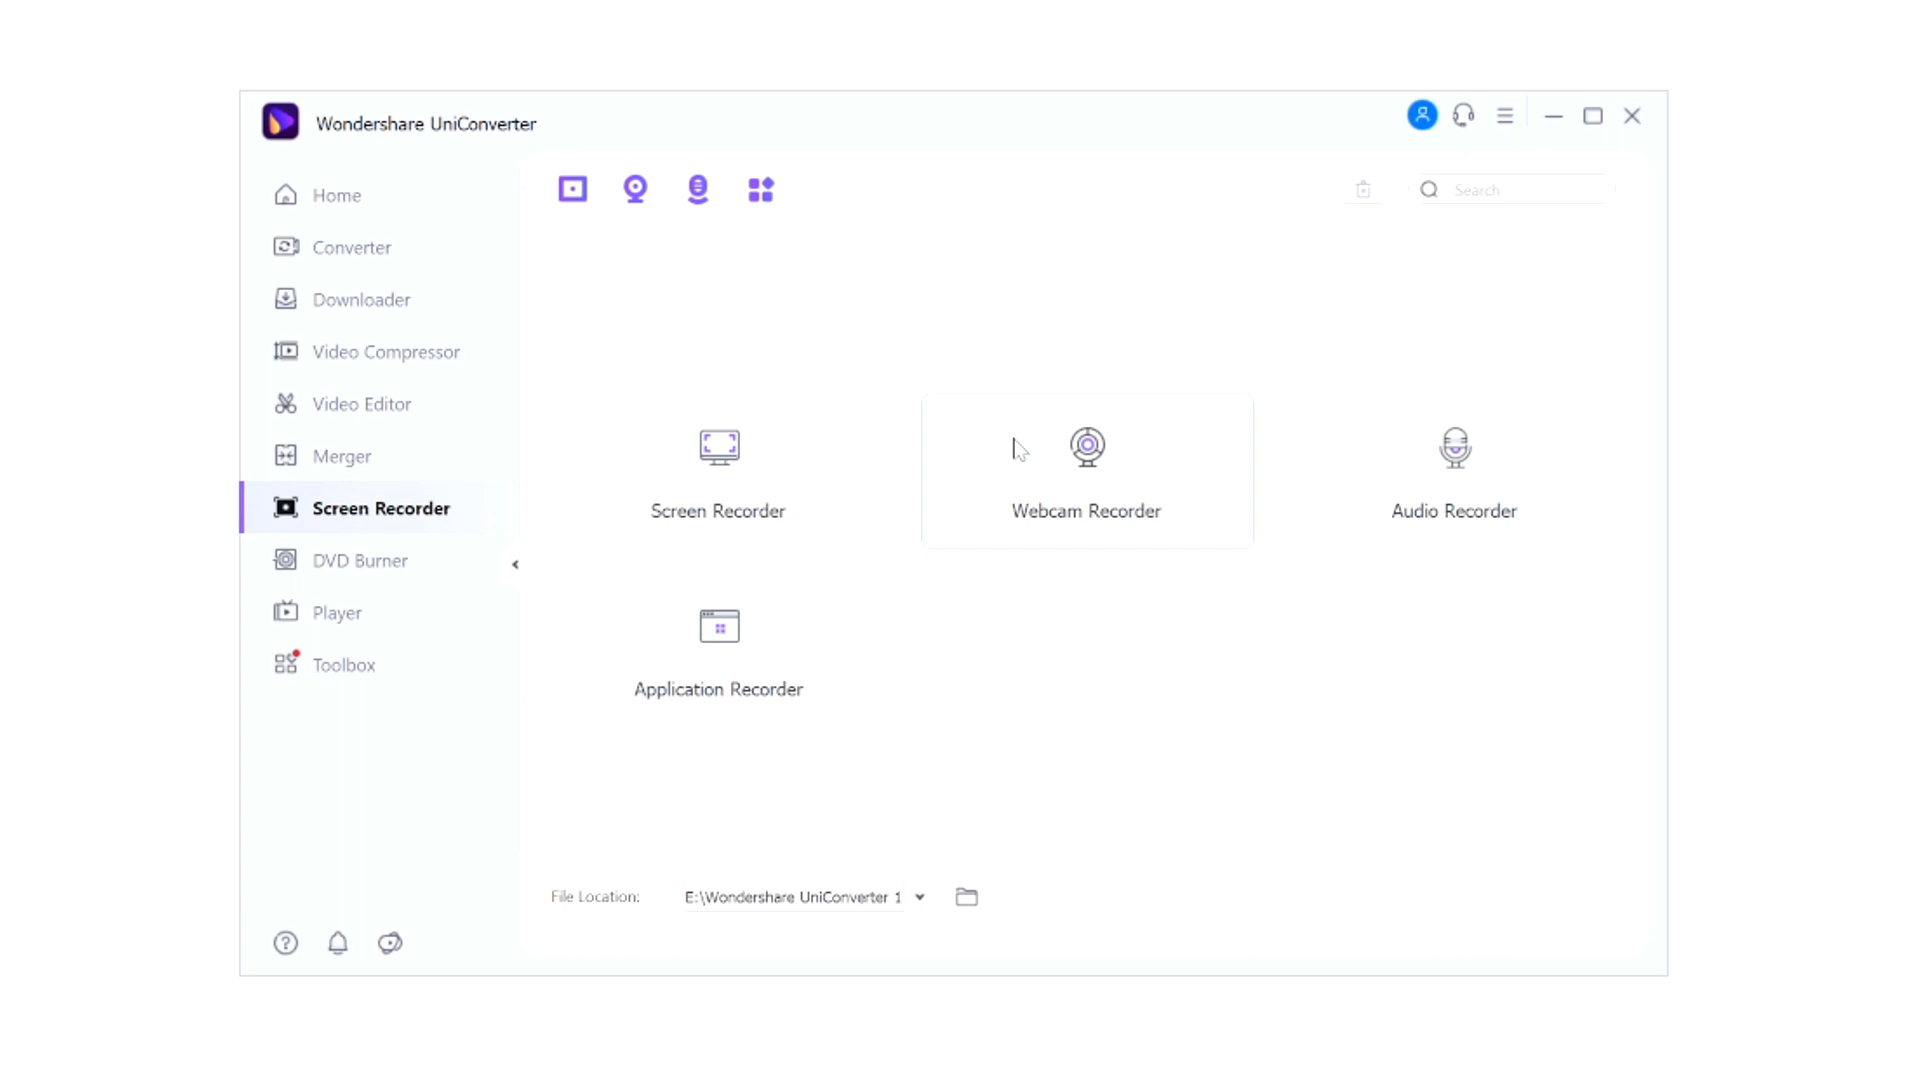 Wondershare UniConverter
Home
Converter
Downloader
Video Compressor
Video Editor
Merger
Screen Recorder
DVD Burner
Player
Toolbox
Search
Screen Recorder
Webcam Recorder
Audio Recorder
Application Recorder
File Location:
E:\Wondershare UniConverter 1